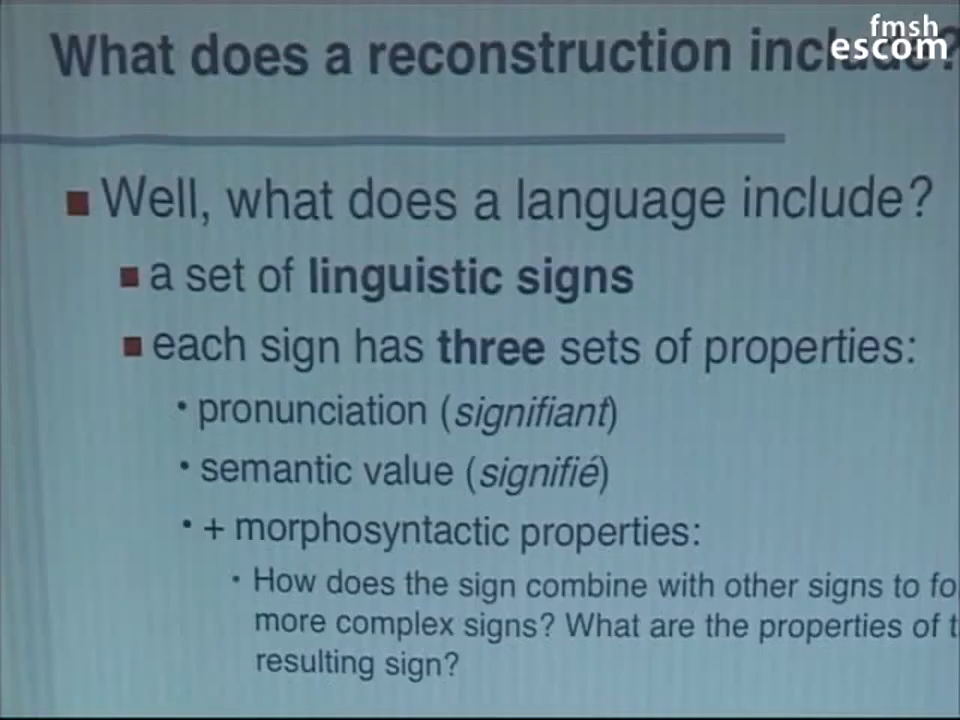 fmsh
escom
What does a reconstruction include?
■ Well, what does a language include?
■ a set of linguistic signs
■ each sign has three sets of properties:
• pronunciation (signifiant)
• semantic value (signifié)
• + morphosyntactic properties:
• How does the sign combine with other signs to fo
more complex signs? What are the properties of t
resulting sign?